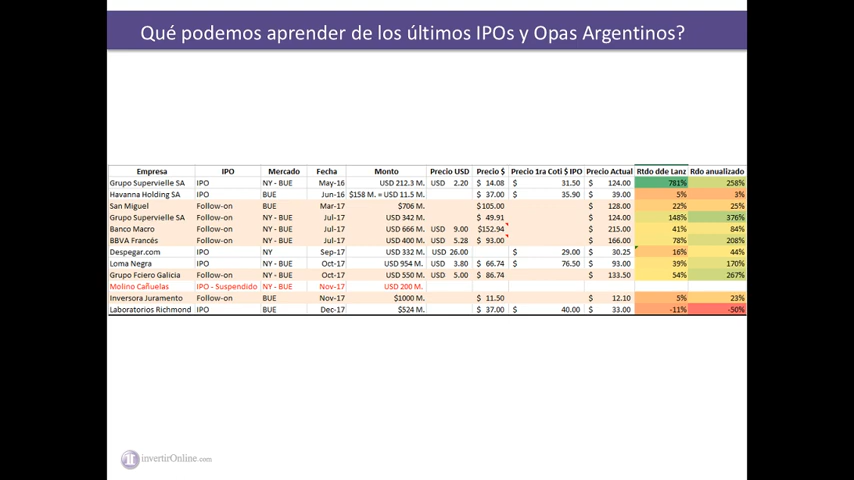 Qué podemos aprender de los últimos IPOs y Opas Argentinos?
Empresa IPO Mercado Fecha Monto Precio USD Precio $ Precio 1ra Coti $ IPO Precio Actual Rtdo dde Lanz Rdo anualizado
Grupo Supervielle SA IPO NY - BUE May-16 USD 212.3 M. USD 2.20 $ 14.08 $ 31.50 $ 124.00 781% 258%
Havanna Holding SA IPO BUE Jun-16 $158 M. = USD 11.5 M. $ 37.00 $ 35.90 $ 39.00 5% 3%
San Miguel Follow-on BUE Mar-17 $706 M. $105.00 $ 128.00 22% 25%
Grupo Supervielle SA Follow-on NY - BUE Jul-17 USD 342 M. $ 49.91 $ 124.00 148% 376%
Banco Macro Follow-on NY - BUE Jul-17 USD 666 M. USD 9.00 $152.94 $ 215.00 41% 84%
BBVA Francés Follow-on NY - BUE Jul-17 USD 400 M. USD 5.28 $ 93.00 $ 166.00 78% 208%
Despegar.com IPO NY Sep-17 USD 332 M. USD 26.00 $ 29.00 $ 30.25 16% 44%
Loma Negra IPO NY - BUE Oct-17 USD 954 M. USD 3.80 $ 66.74 $ 76.50 $ 93.00 39% 170%
Grupo Fciero Galicia Follow-on NY - BUE Oct-17 USD 550 M. USD 5.00 $ 86.74 $ 133.50 54% 267%
Molino Cañuelas IPO - Suspendido NY - BUE Nov-17 USD 200 M.
Inversora Juramento Follow-on BUE Nov-17 $1000 M. $ 11.50 $ 12.10 5% 23%
Laboratorios Richmond IPO BUE Dec-17 $524 M. $ 37.00 $ 40.00 $ 33.00 -11% -50%
invertirOnline.com